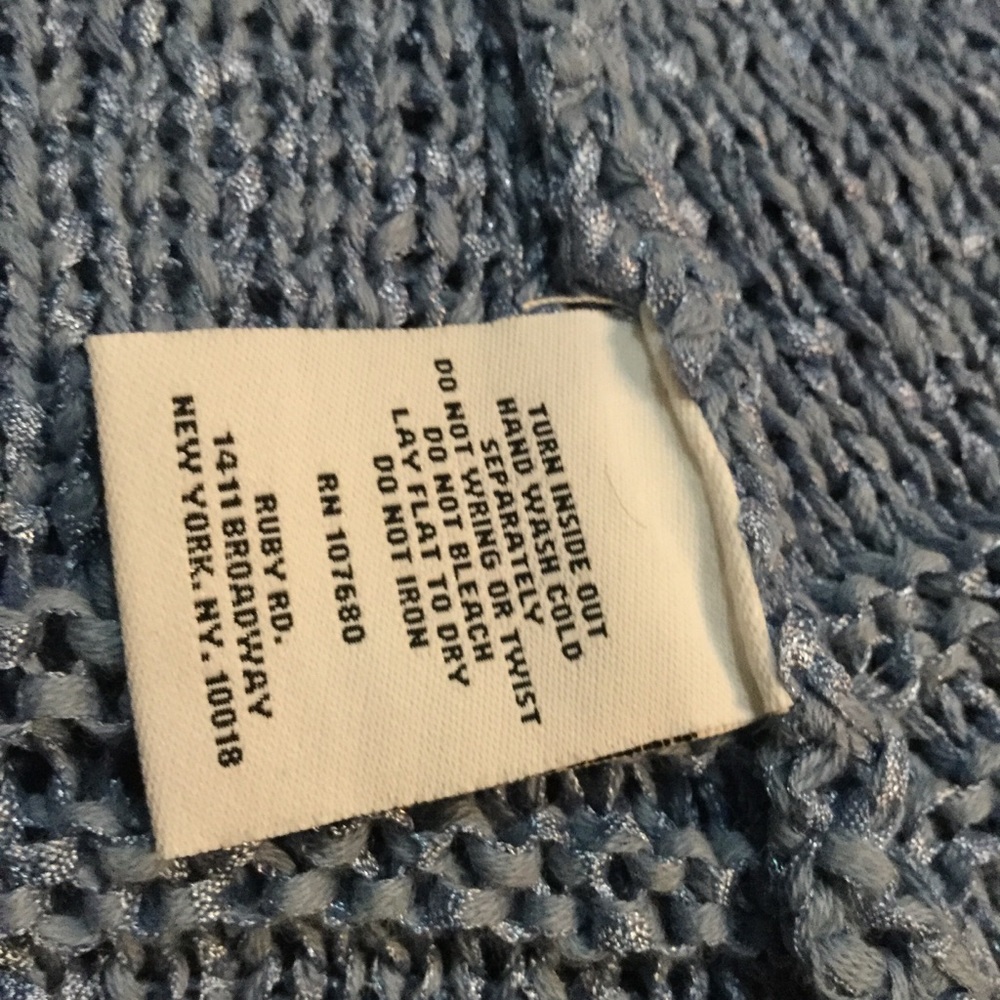 TURN INSIDE OUT
HAND WASH COLD
SEPARATELY
DO NOT WRING OR TWIST
DO NOT BLEACH
LAY FLAT TO DRY
DO NOT IRON
RN 107680
RUBY RD.
1411 BROADWAY
NEW YORK. NY. 10018